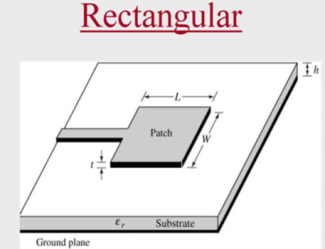 Rectangular
h
L
Patch
W
t
εr
Substrate
Ground plane